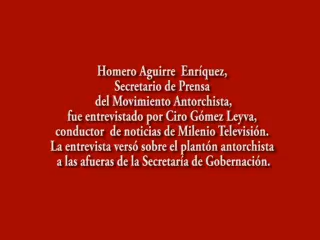 Homero Aguirre Enríquez,
Secretario de Prensa
del Movimiento Antorchista,
fue entrevistado por Ciro Gómez Leyva,
conductor de noticias de Milenio Televisión.
La entrevista versó sobre el plantón antorchista
a las afueras de la Secretaría de Gobernación.